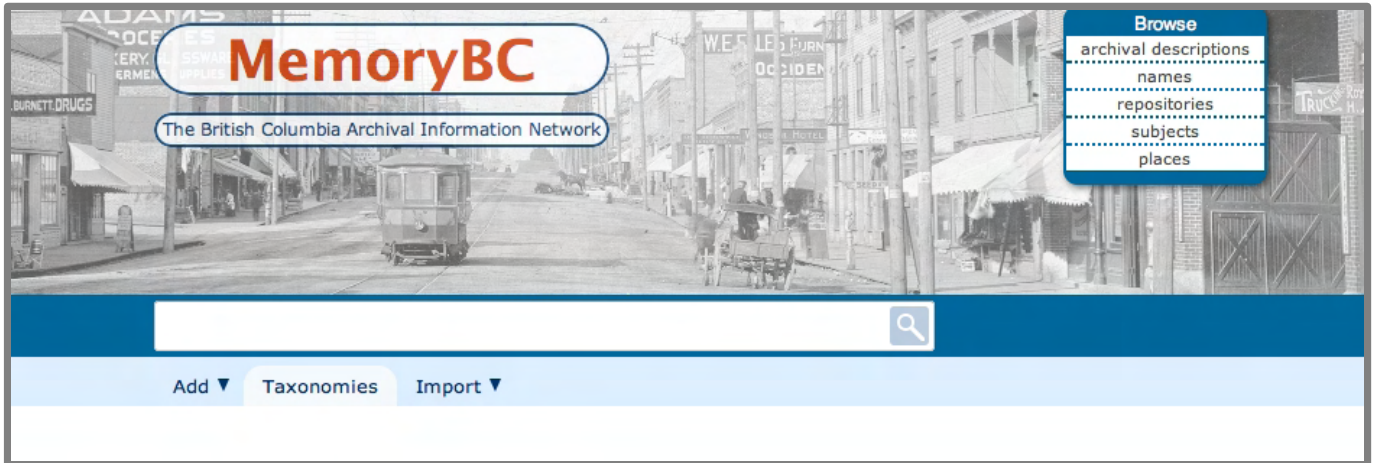 ADAMS
MemoryBC
The British Columbia Archival Information Network
BURNETT. DRUGS
Browse
archival descriptions
names
repositories
subjects
places
Add ▼
Taxonomies
Import ▼